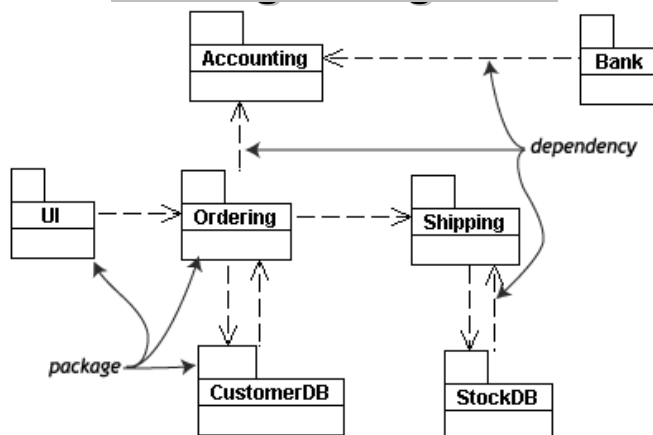 Accounting
Bank
dependency
UI
Ordering
Shipping
package
CustomerDB
StockDB